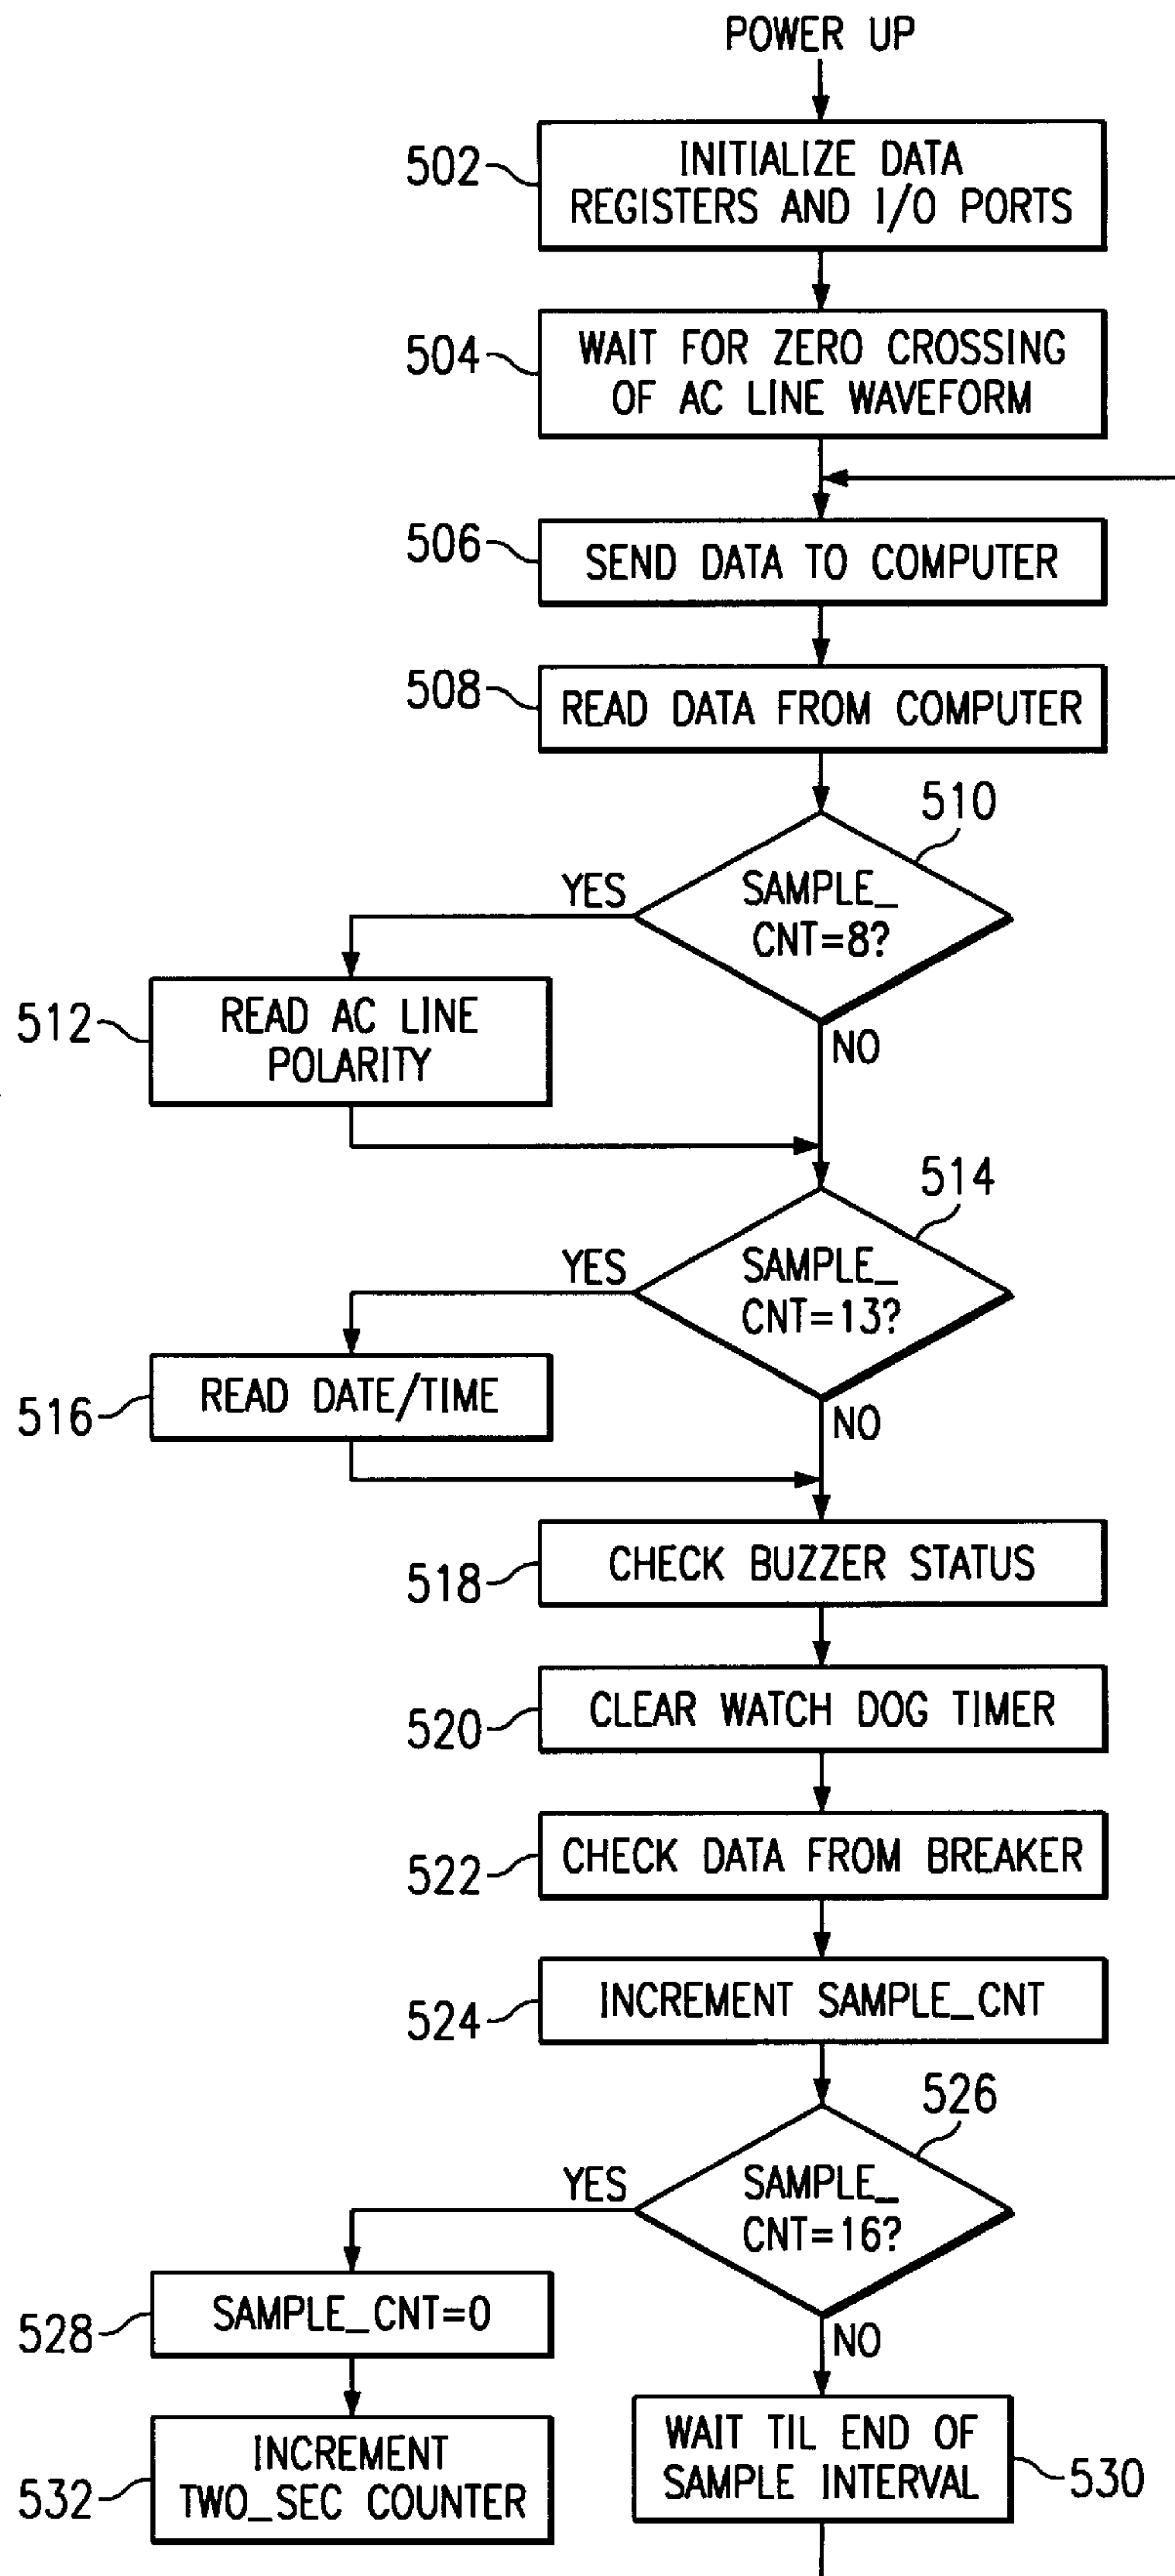 POWER UP
502
INITIALIZE DATA
REGISTERS AND I/O PORTS
504
WAIT FOR ZERO CROSSING
OF AC LINE WAVEFORM
506
SEND DATA TO COMPUTER
508
READ DATA FROM COMPUTER
510
SAMPLE_
CNT=8?
YES
NO
512
READ AC LINE
POLARITY
514
SAMPLE_
CNT=13?
YES
NO
516
READ DATE/TIME
518
CHECK BUZZER STATUS
520
CLEAR WATCH DOG TIMER
522
CHECK DATA FROM BREAKER
524
INCREMENT SAMPLE_CNT
526
SAMPLE_
CNT=16?
YES
NO
528
SAMPLE_CNT=0
532
INCREMENT
TWO_SEC COUNTER
WAIT TIL END OF
SAMPLE INTERVAL
530